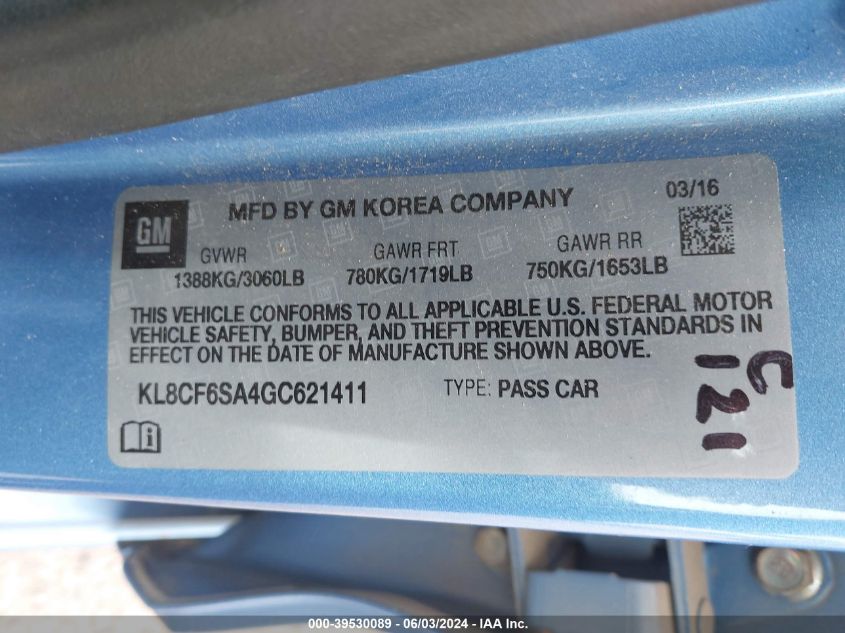 GM
MFD BY GM KOREA COMPANY
03/16
GVWR GAWR FRT GAWR RR
1388KG/3060LB 780KG/1719LB 750KG/1653LB
THIS VEHICLE CONFORMS TO ALL APPLICABLE U.S. FEDERAL MOTOR
VEHICLE SAFETY, BUMPER, AND THEFT PREVENTION STANDARDS IN
EFFECT ON THE DATE OF MANUFACTURE SHOWN ABOVE.
KL8CF6SA4GC621411 TYPE: PASS CAR
000-39530089 - 06/03/2024 - IAA Inc.